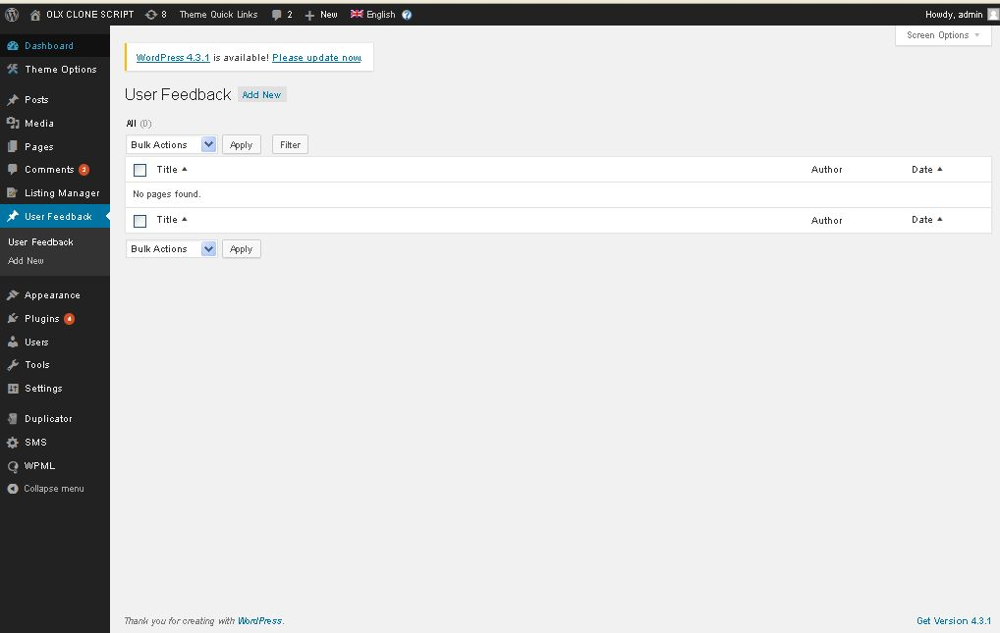 OLX CLONE SCRIPT 8 Theme Quick Links 2 New English ? Howdy, admin
Screen Options
Dashboard
Theme Options
Posts
Media
Pages
Comments 2
Listing Manager
User Feedback
User Feedback
Add New
Appearance
Plugins 4
Users
Tools
Settings
Duplicator
SMS
WPML
Collapse menu
WordPress 4.3.1 is available! Please update now.
User Feedback Add New
All (0)
Bulk Actions Apply Filter
Title Author Date
No pages found.
Title Author Date
Bulk Actions Apply
Thank you for creating with WordPress. Get Version 4.3.1